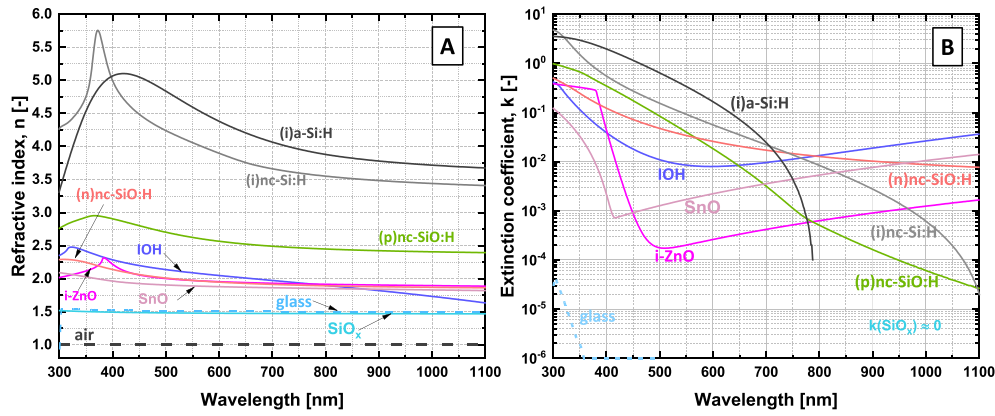 A
Refractive index, n [-]
6.0
5.5
5.0
4.5
4.0
3.5
3.0
2.5
2.0
1.5
1.0
(i)a-Si:H
(i)nc-Si:H
(n)nc-SiO:H
(p)nc-SiO:H
IOH
i-ZnO
SnO
glass
SiOₓ
air
300 400 500 600 700 800 900 1000 1100
Wavelength [nm]
B
Extinction coefficient, k [-]
10¹
10⁰
10⁻¹
10⁻²
10⁻³
10⁻⁴
10⁻⁵
10⁻⁶
(i)a-Si:H
IOH
(n)nc-SiO:H
SnO
(i)nc-Si:H
i-ZnO
(p)nc-SiO:H
glass
k(SiOₓ) ≈ 0
300 400 500 600 700 800 900 1000 1100
Wavelength [nm]